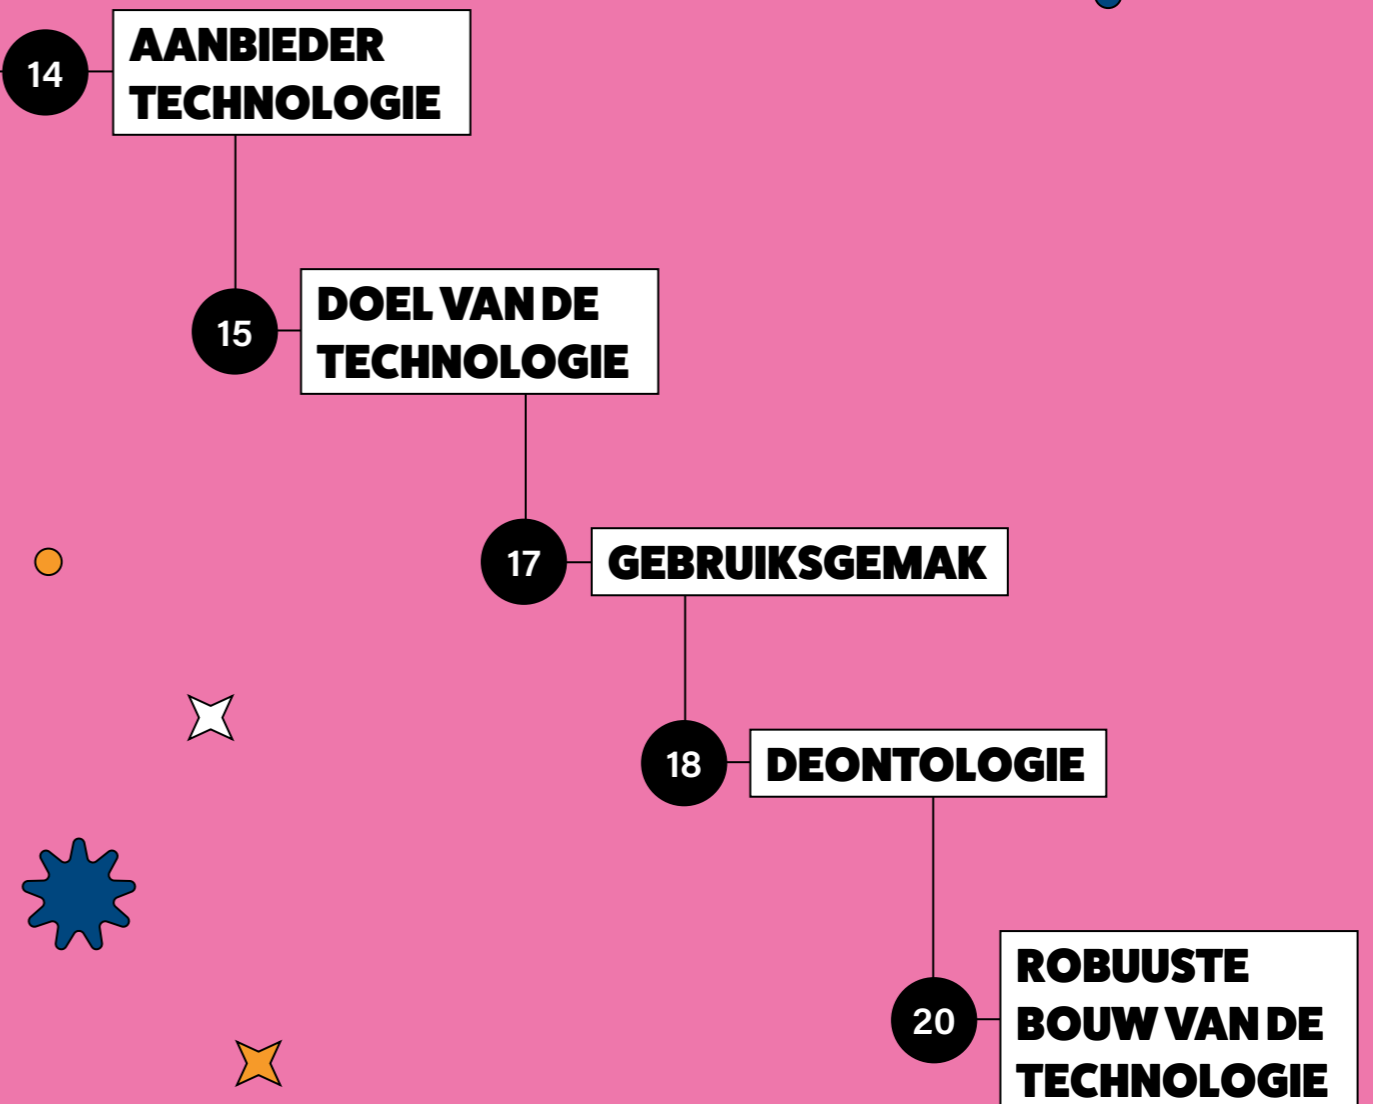 14
AANBIEDER
TECHNOLOGIE
15
DOEL VAN DE
TECHNOLOGIE
17
GEBRUIKSGEMAK
18
DEONTOLOGIE
20
ROBUUSTE
BOUW VAN DE
TECHNOLOGIE